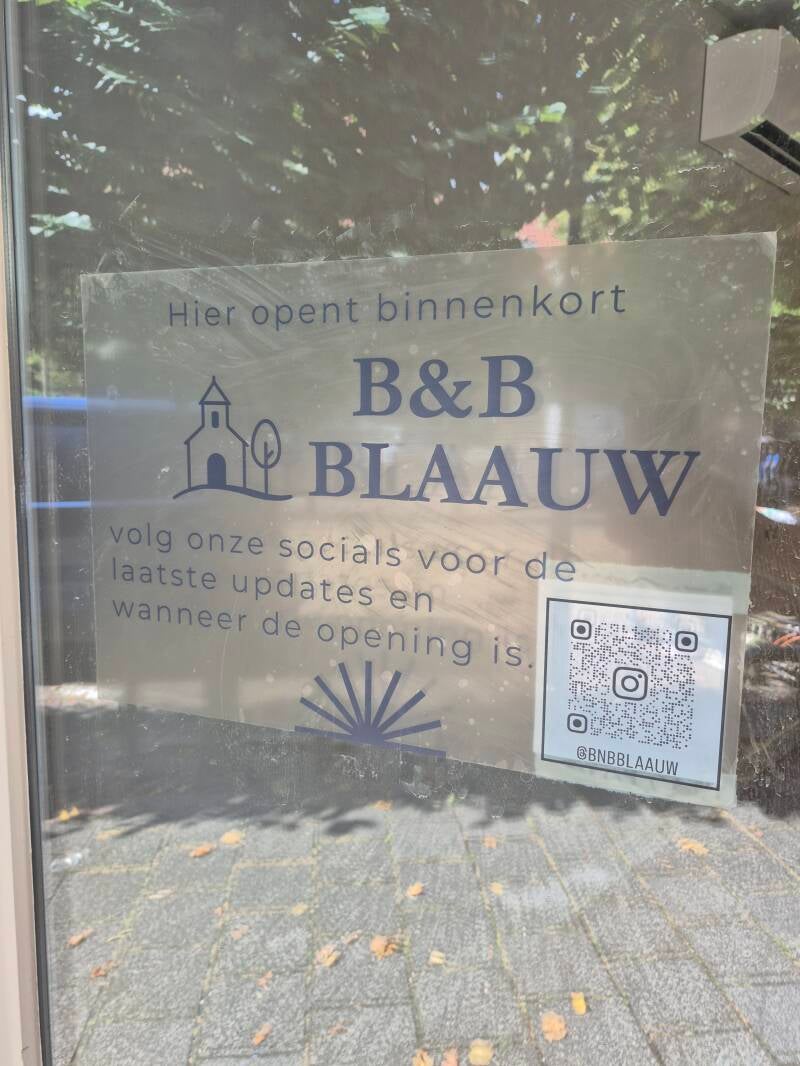 Hier opent binnenkort
B&B
BLAAUW
volg onze socials voor de
laatste updates en
wanneer de opening is.
@BNBBLAAUW